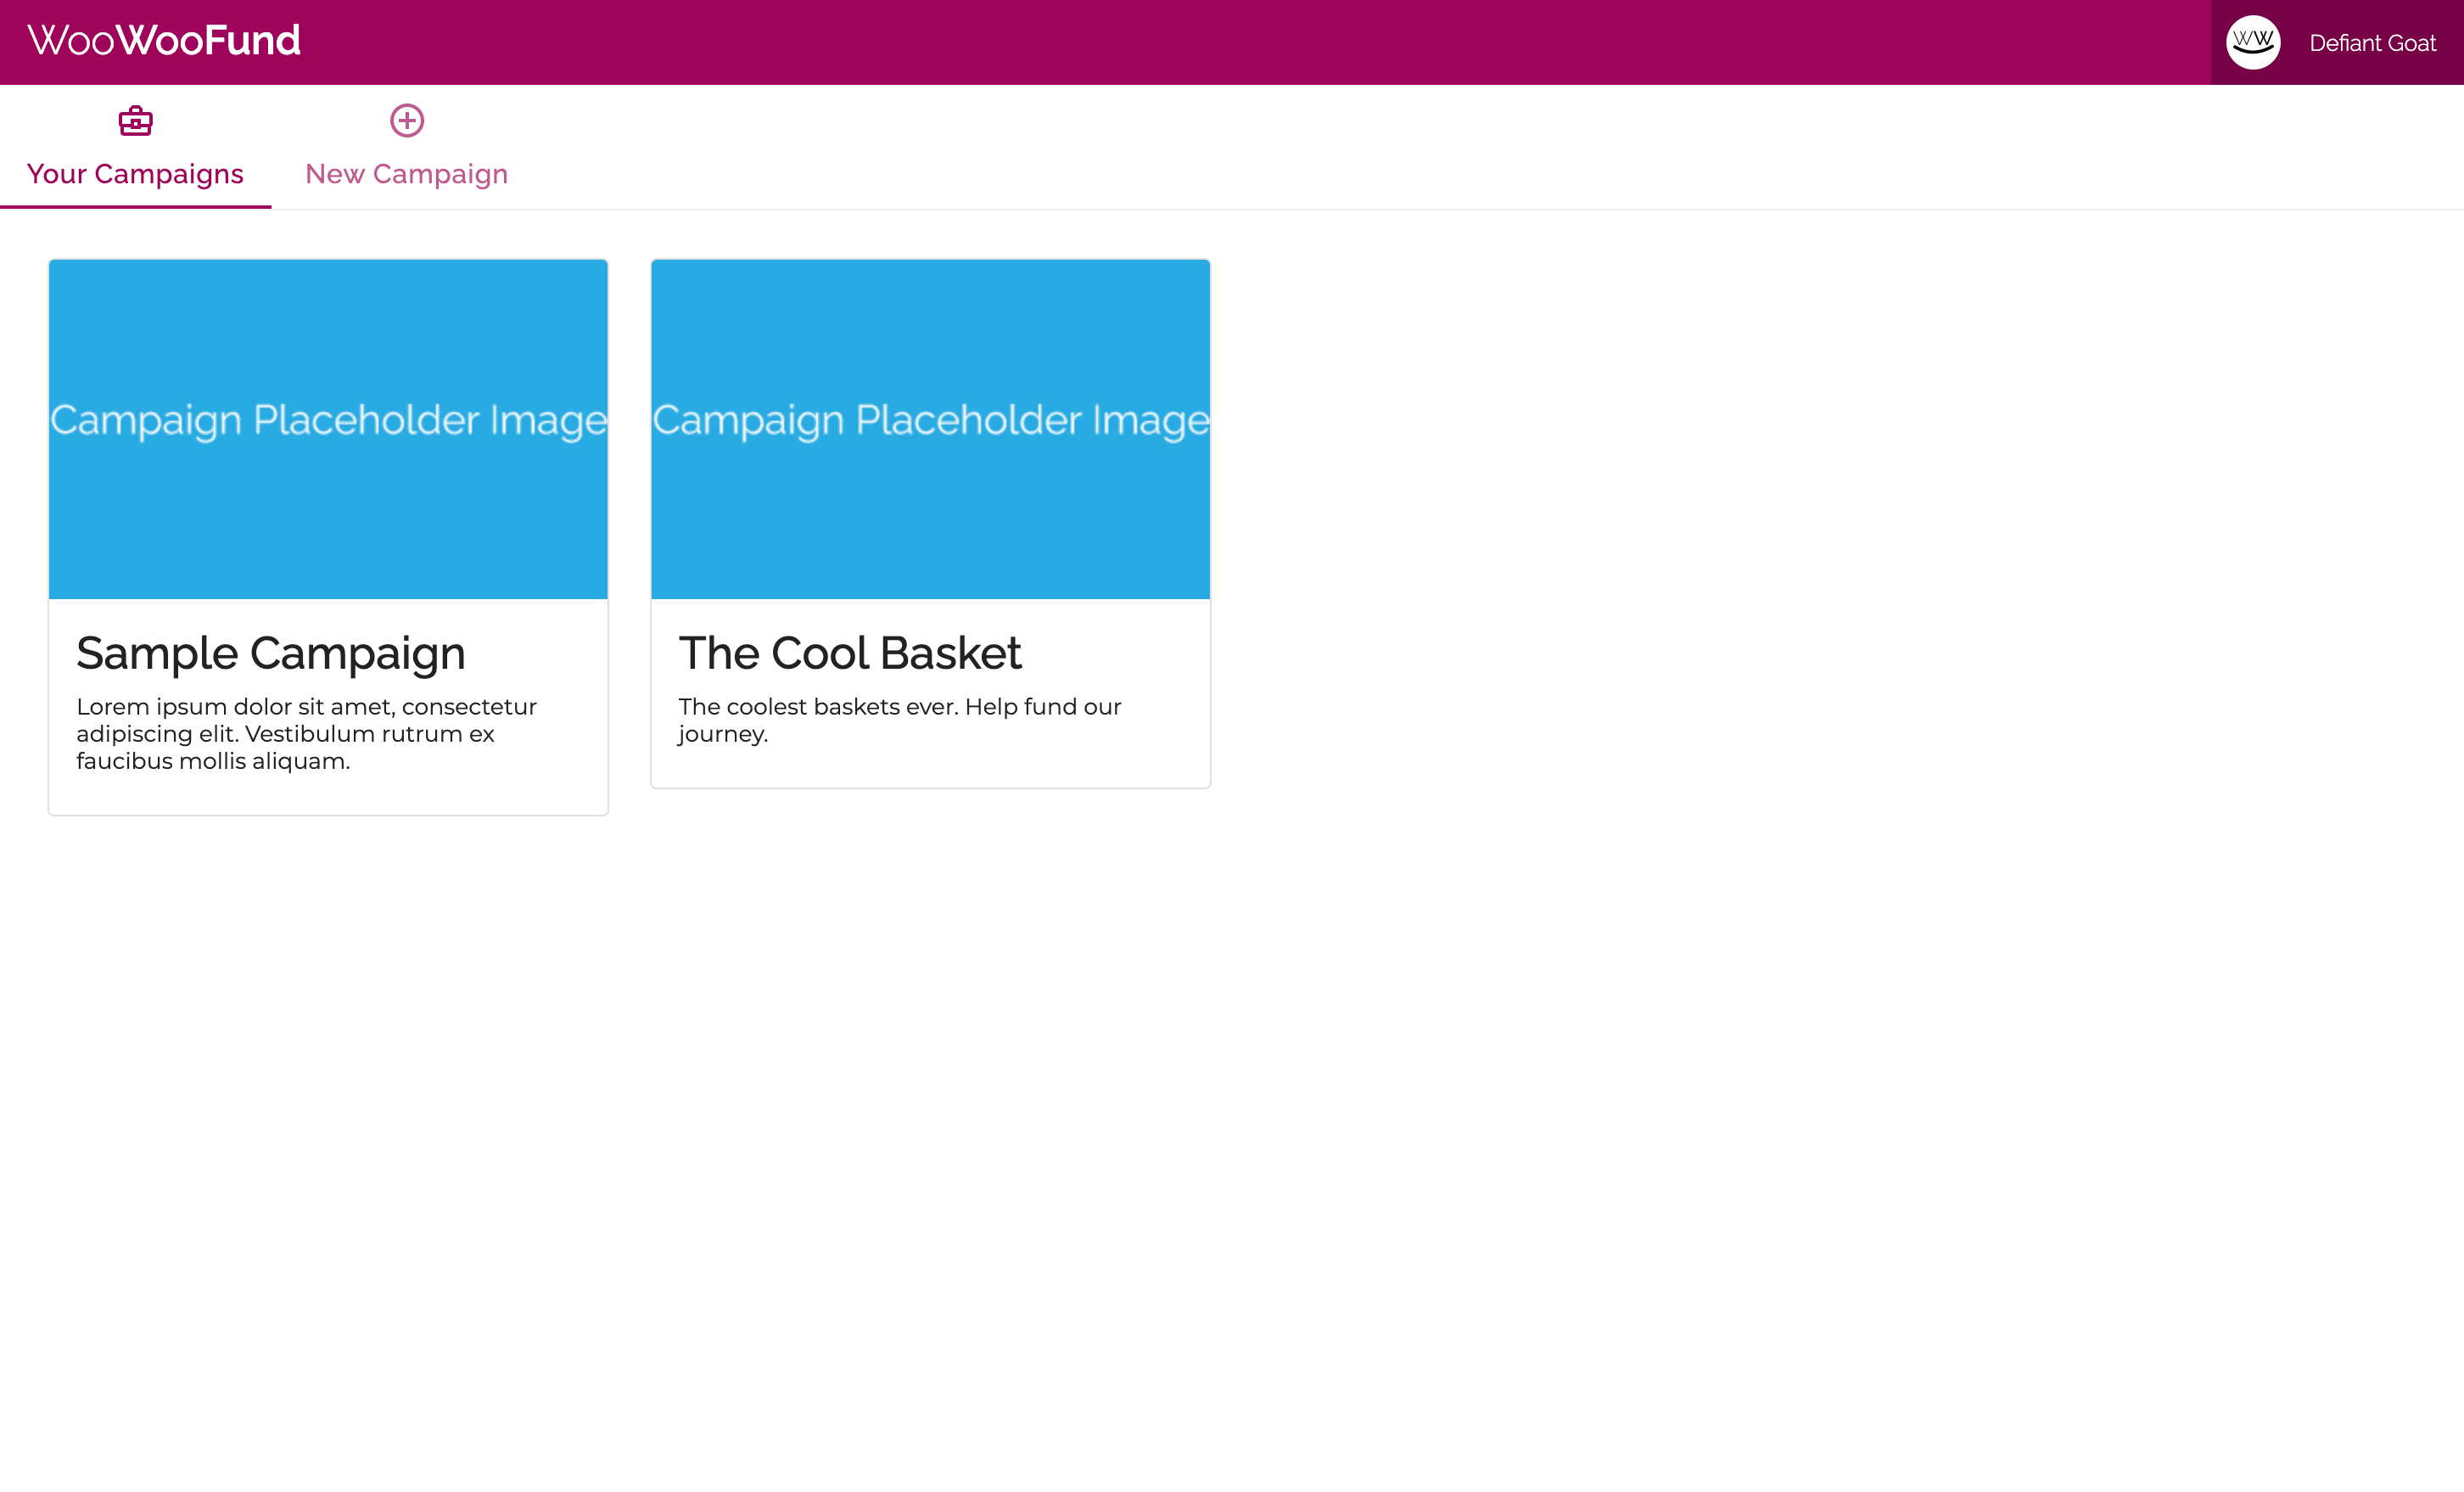 WooWooFund
WW
Defiant Goat
Your Campaigns
New Campaign
Campaign Placeholder Image
Sample Campaign
Lorem ipsum dolor sit amet, consectetur
adipiscing elit. Vestibulum rutrum ex
faucibus mollis aliquam.
Campaign Placeholder Image
The Cool Basket
The coolest baskets ever. Help fund our
journey.